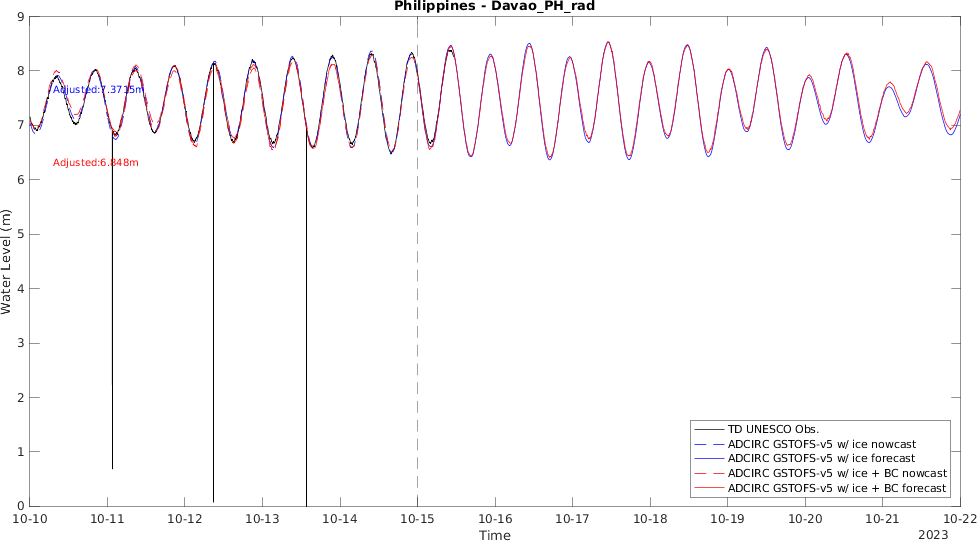 Philippines - Davao_PH_rad
9
8
7
6
5
4
3
2
1
0
Water Level (m)
Adjusted:7.3715m
Adjusted:6.848m
TD UNESCO Obs.
ADCIRC GSTOFS-v5 w/ ice nowcast
ADCIRC GSTOFS-v5 w/ ice forecast
ADCIRC GSTOFS-v5 w/ ice + BC nowcast
ADCIRC GSTOFS-v5 w/ ice + BC forecast
10-10 10-11 10-12 10-13 10-14 10-15 10-16 10-17 10-18 10-19 10-20 10-21 10-22
Time
2023